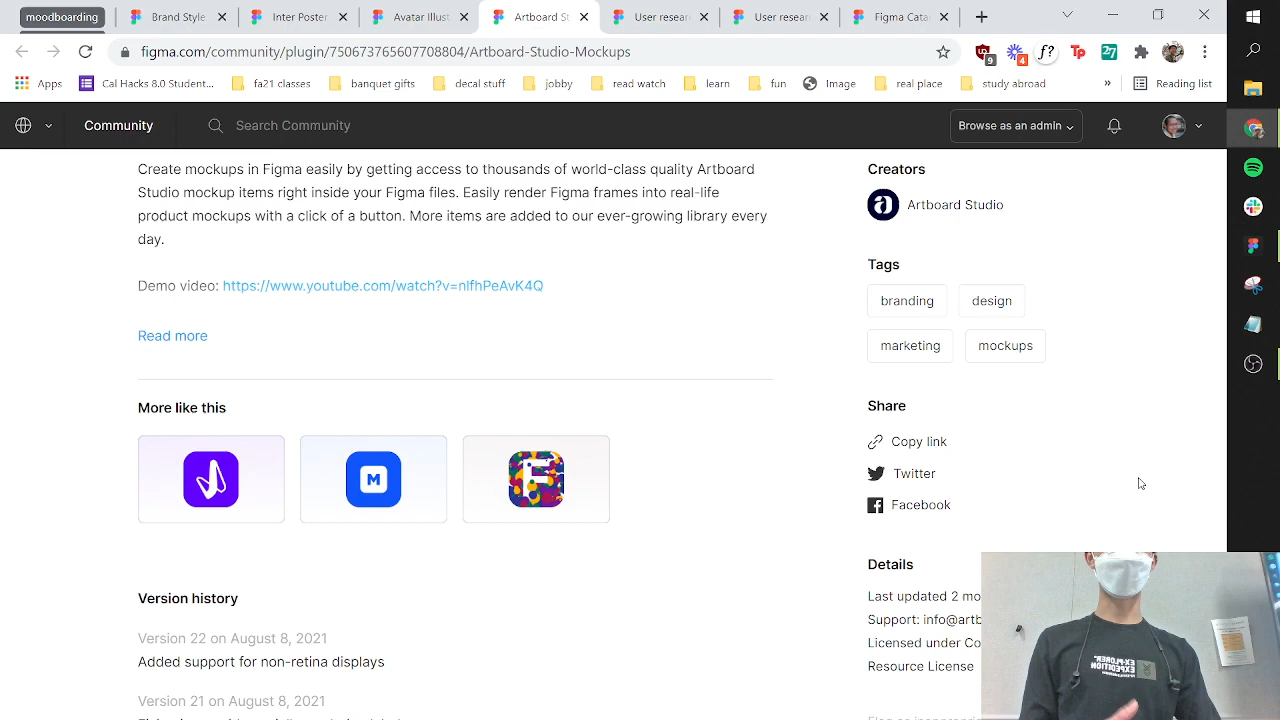 moodboarding
Brand Style
Inter Poster
Avatar Illust
Artboard
User resear
User resear
Figma Cata
figma.com/community/plugin/750673765607708804/Artboard-Studio-Mockups
9
4
f?
Tp
27
Apps
Cal Hacks 8.0 Student...
fa21 classes
banquet gifts
decal stuff
jobby
read watch
learn
fun
Image
real place
study abroad
»
Reading list
Community
Search Community
Browse as an admin
Create mockups in Figma easily by getting access to thousands of world-class quality Artboard
Studio mockup items right inside your Figma files. Easily render Figma frames into real-life
product mockups with a click of a button. More items are added to our ever-growing library every
day.
Demo video: https://www.youtube.com/watch?v=nlfhPeAvK4Q
Read more
More like this
M
F
Version history
Version 22 on August 8, 2021
Added support for non-retina displays
Version 21 on August 8, 2021
Creators
a
Artboard Studio
Tags
branding
design
marketing
mockups
Share
Copy link
Twitter
Facebook
Details
Last updated 2 mo
Support: info@artb
Licensed under Co
Resource License
EX-PLORER
EXPEDITION